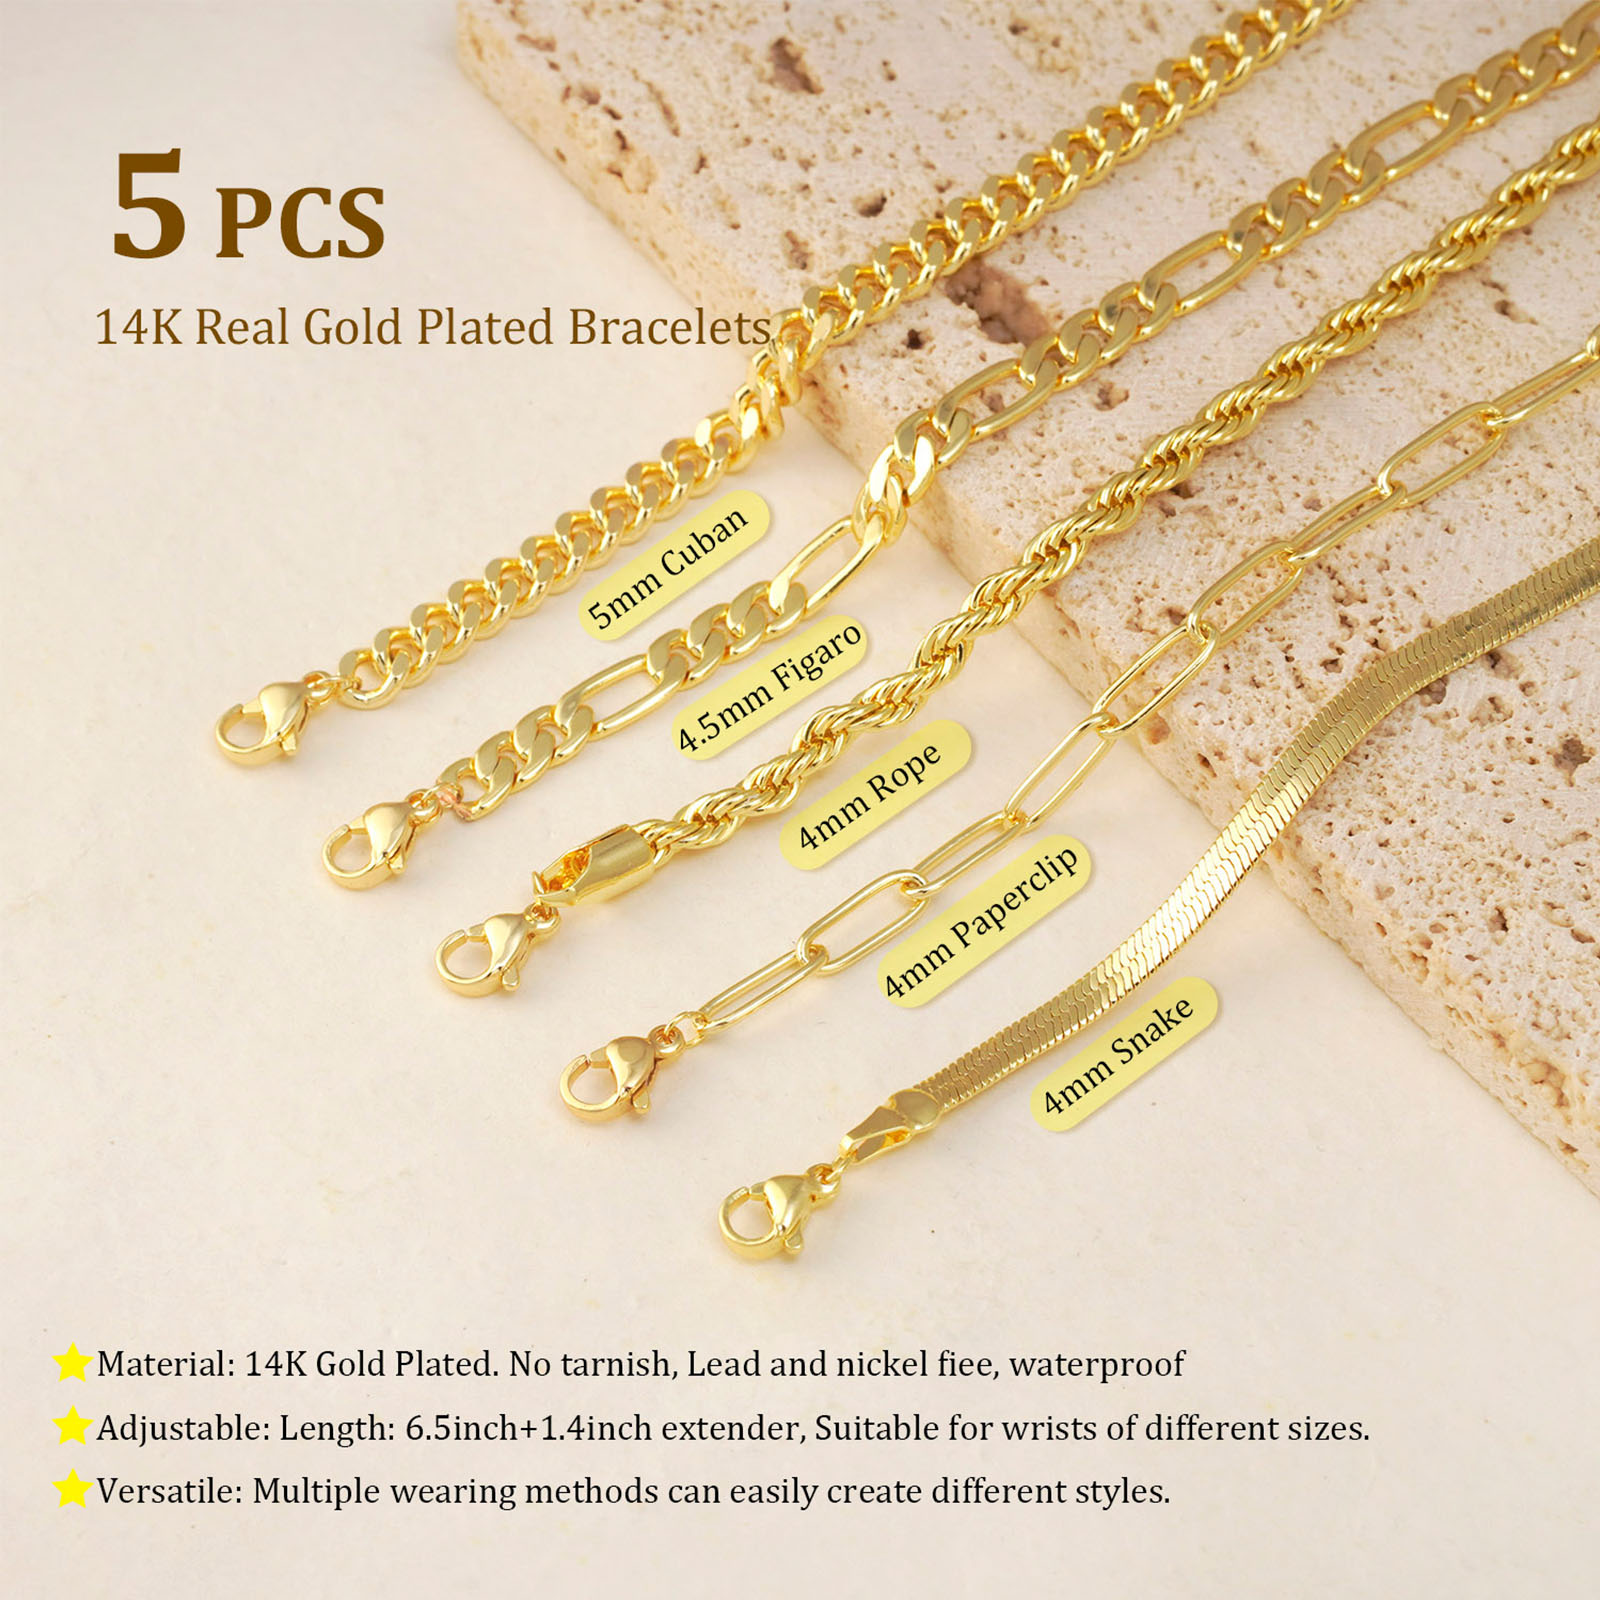 5 PCS
14K Real Gold Plated Bracelets
5mm Cuban
4.5mm Figaro
4mm Rope
4mm Paperclip
4mm Snake
Material: 14K Gold Plated. No tarnish, Lead and nickel fiee, waterproof
Adjustable: Length: 6.5inch+1.4inch extender, Suitable for wrists of different sizes.
Versatile: Multiple wearing methods can easily create different styles.